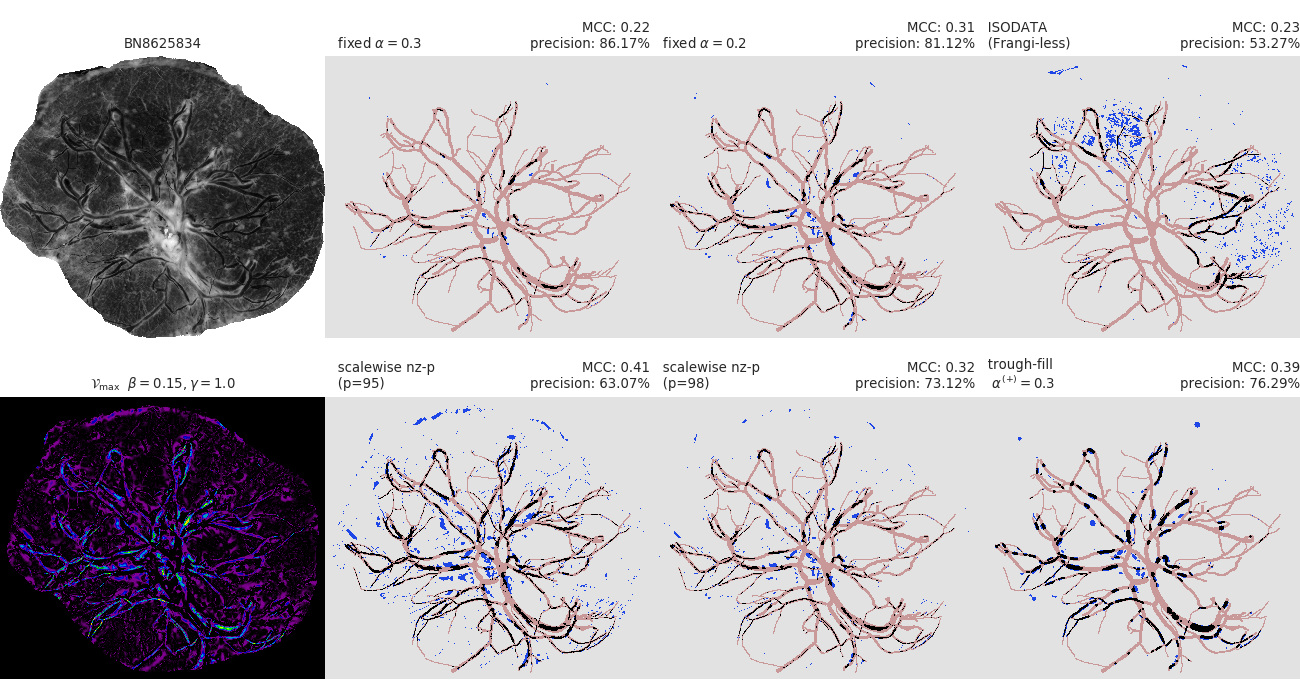 BN8625834
fixed α = 0.3
MCC: 0.22
precision: 86.17%
fixed α = 0.2
MCC: 0.31
precision: 81.12%
ISODATA
(Frangi-less)
MCC: 0.23
precision: 53.27%
𝒱max β = 0.15, γ = 1.0
scalewise nz-p
(p=95)
MCC: 0.41
precision: 63.07%
scalewise nz-p
(p=98)
MCC: 0.32
precision: 73.12%
trough-fill
α(+) = 0.3
MCC: 0.39
precision: 76.29%